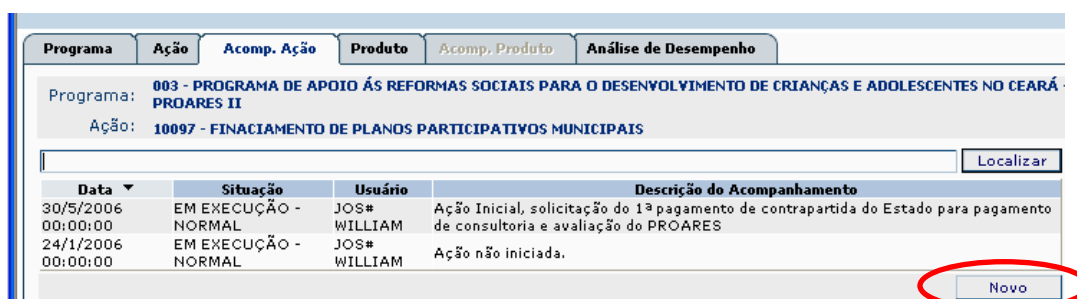 Programa Ação Acomp. Ação Produto Acomp. Produto Análise de Desempenho
Programa: 003 - PROGRAMA DE APOIO ÁS REFORMAS SOCIAIS PARA O DESENVOLVIMENTO DE CRIANÇAS E ADOLESCENTES NO CEARÁ -
PROARES II
Ação: 10097 - FINACIAMENTO DE PLANOS PARTICIPATIVOS MUNICIPAIS
Localizar
Data Situação Usuário Descrição do Acompanhamento
30/5/2006 EM EXECUÇÃO - JOS# Ação Inicial, solicitação do 1ª pagamento de contrapartida do Estado para pagamento
00:00:00 NORMAL WILLIAM de consultoria e avaliação do PROARES
24/1/2006 EM EXECUÇÃO - JOS# Ação não iniciada.
00:00:00 NORMAL WILLIAM
Novo